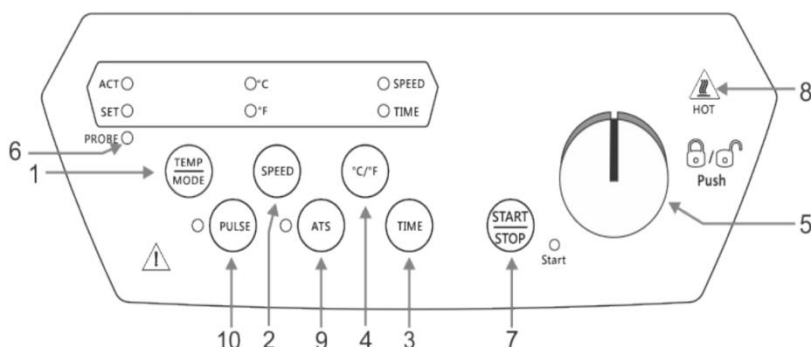 ACT °C SPEED
SET °F TIME
PROBE
6
1
TEMP
MODE
SPEED
°C/°F
PULSE
ATS
TIME
START
STOP
Start
!
HOT
8
/
Push
5
10 2 9 4 3 7